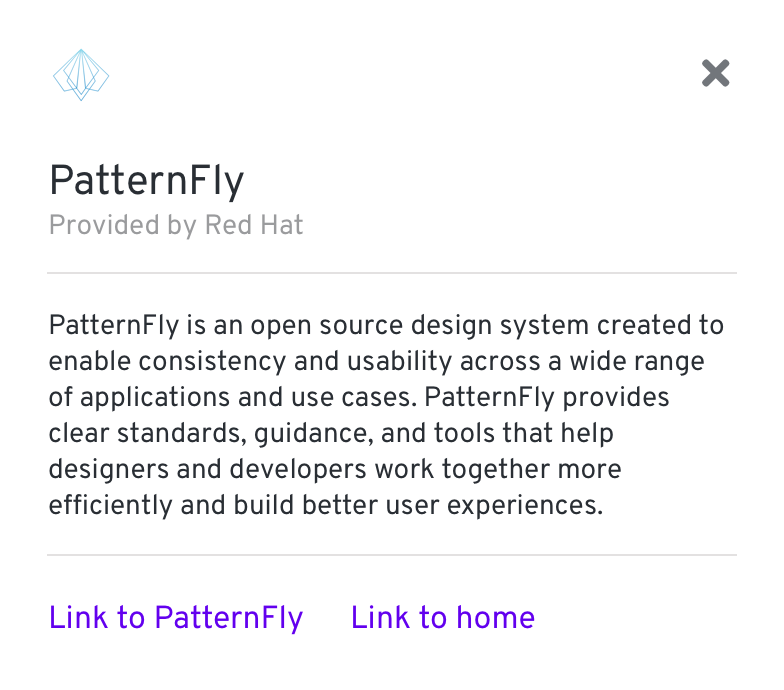 PatternFly
Provided by Red Hat
PatternFly is an open source design system created to
enable consistency and usability across a wide range
of applications and use cases. PatternFly provides
clear standards, guidance, and tools that help
designers and developers work together more
efficiently and build better user experiences.
Link to PatternFly Link to home